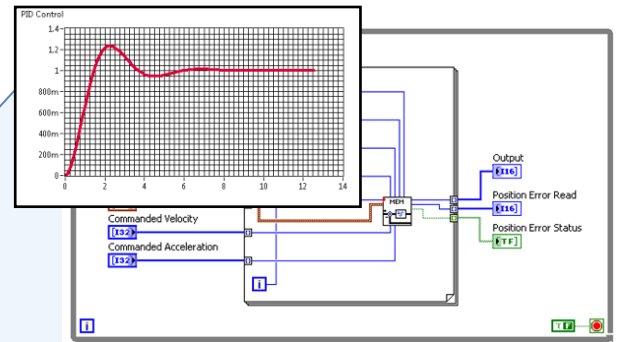 PID Control
1.4
1.2
1
800m
600m
400m
200m
0
0 2 4 6 8 10 12 14
MEM
Output
I16
Position Error Read
I16
Position Error Status
TF
Commanded Velocity
I32
Commanded Acceleration
I32
i
i
T F